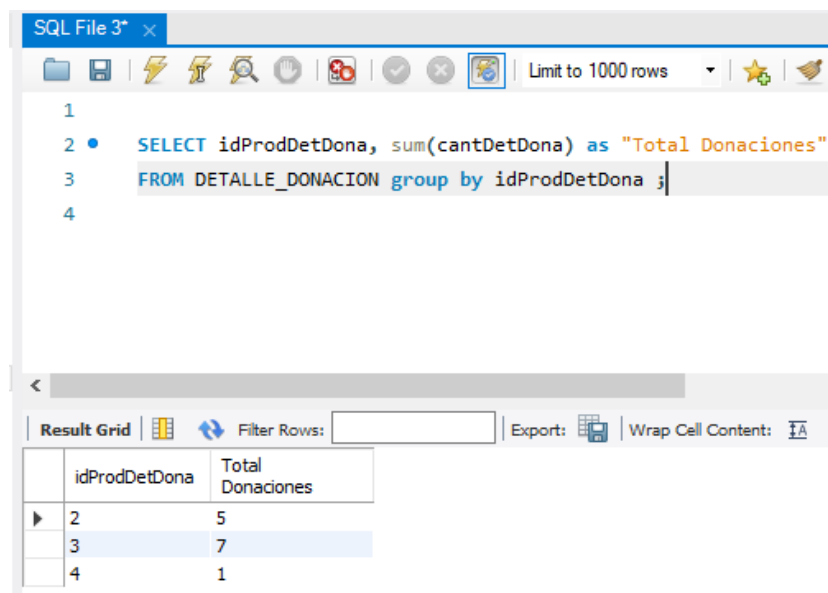 SQL File 3*
Limit to 1000 rows
1
2 SELECT idProdDetDona, sum(cantDetDona) as "Total Donaciones"
3 FROM DETALLE_DONACION group by idProdDetDona ;
4
Result Grid Filter Rows: Export: Wrap Cell Content: IA
idProdDetDona Total
Donaciones
2 5
3 7
4 1